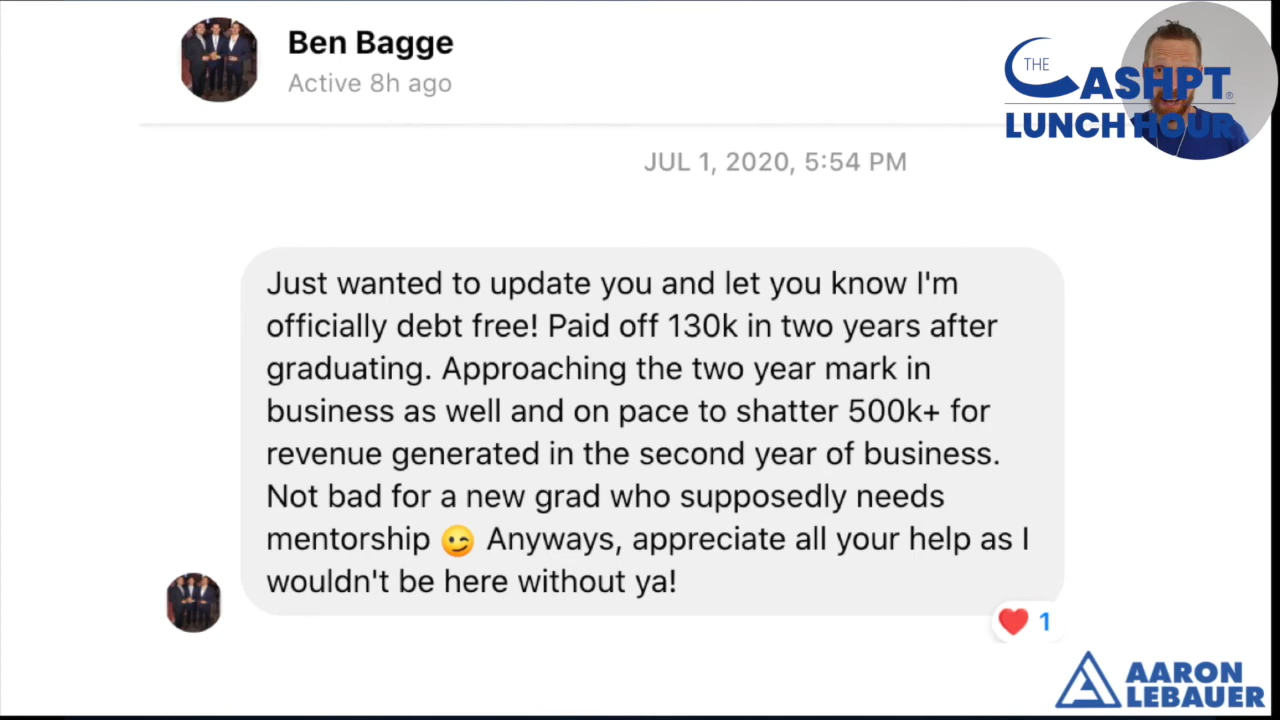 Ben Bagge
Active 8h ago
THE
CASHPT®
LUNCH HOUR
JUL 1, 2020, 5:54 PM
Just wanted to update you and let you know I'm
officially debt free! Paid off 130k in two years after
graduating. Approaching the two year mark in
business as well and on pace to shatter 500k+ for
revenue generated in the second year of business.
Not bad for a new grad who supposedly needs
mentorship 😉 Anyways, appreciate all your help as I
wouldn't be here without ya!
❤️ 1
AARON
LEBAUER